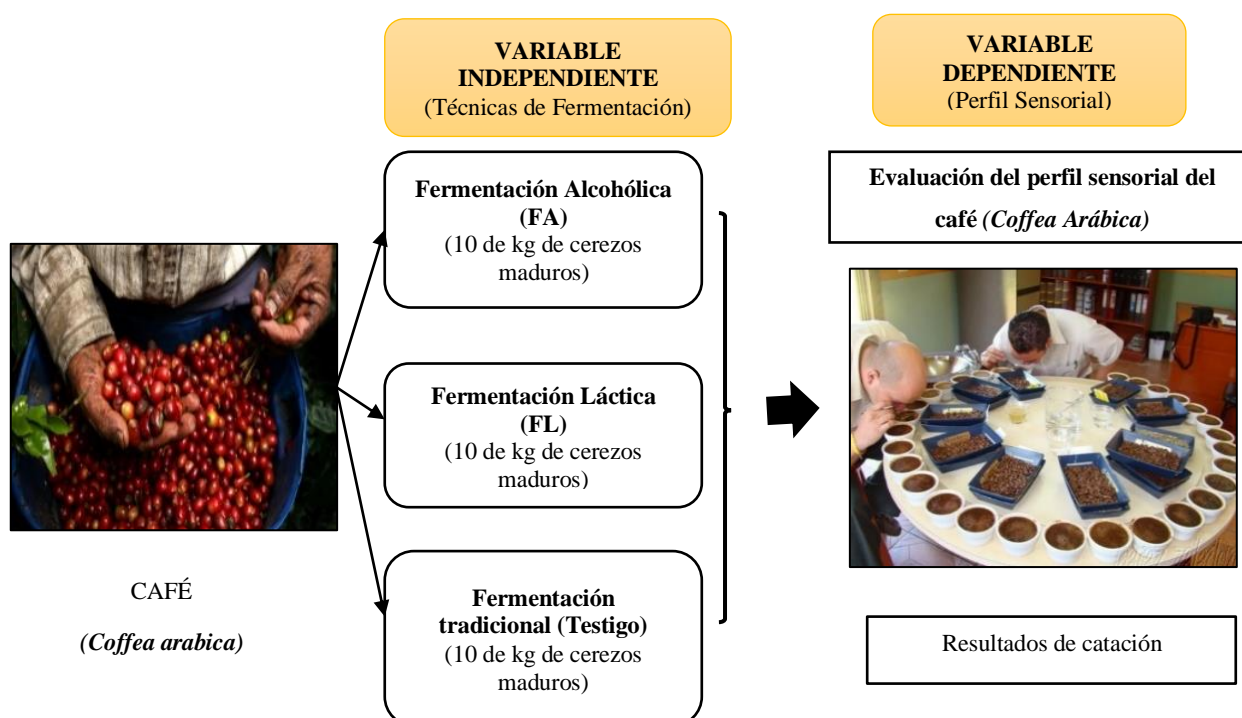 VARIABLE
INDEPENDIENTE
(Técnicas de Fermentación)
VARIABLE
DEPENDIENTE
(Perfil Sensorial)
Fermentación Alcohólica
(FA)
(10 de kg de cerezos
maduros)
Fermentación Láctica
(FL)
(10 de kg de cerezos
maduros)
Fermentación
tradicional (Testigo)
(10 de kg de cerezos
maduros)
CAFÉ
(Coffea arabica)
Evaluación del perfil sensorial del
café (Coffea Arábica)
Resultados de catación